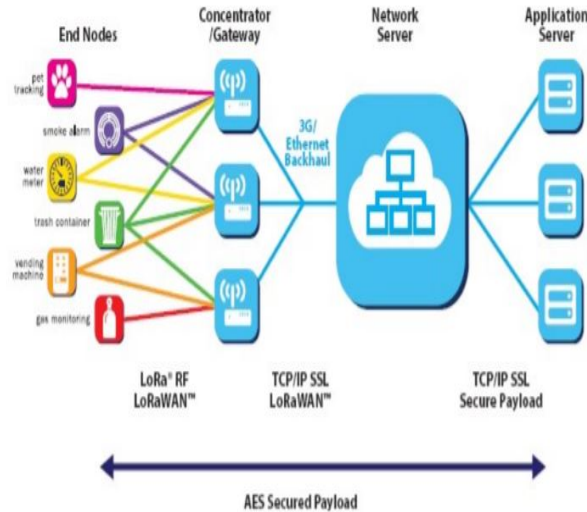 End Nodes
Concentrator
/Gateway
Network
Server
Application
Server
pet
tracking
smoke alarm
water
meter
trash container
vending
machine
gas monitoring
3G/
Ethernet
Backhaul
LoRa® RF
LoRaWAN™
TCP/IP SSL
LoRaWAN™
TCP/IP SSL
Secure Payload
AES Secured Payload